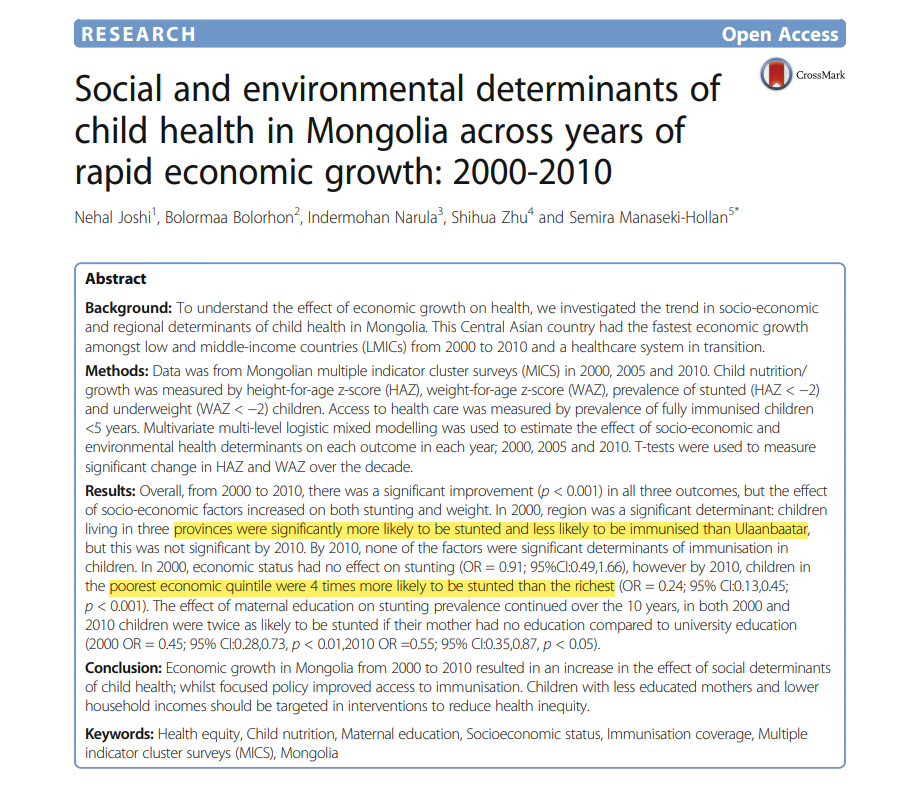 RESEARCH
Open Access
Social and environmental determinants of
child health in Mongolia across years of
rapid economic growth: 2000-2010
CrossMark
Nehal Joshi1, Bolormaa Bolorhon2, Indermohan Narula3, Shihua Zhu4 and Semira Manaseki-Hollan5*
Abstract
Background: To understand the effect of economic growth on health, we investigated the trend in socio-economic
and regional determinants of child health in Mongolia. This Central Asian country had the fastest economic growth
amongst low and middle-income countries (LMICs) from 2000 to 2010 and a healthcare system in transition.
Methods: Data was from Mongolian multiple indicator cluster surveys (MICS) in 2000, 2005 and 2010. Child nutrition/
growth was measured by height-for-age z-score (HAZ), weight-for-age z-score (WAZ), prevalence of stunted (HAZ < −2)
and underweight (WAZ < −2) children. Access to health care was measured by prevalence of fully immunised children
<5 years. Multivariate multi-level logistic mixed modelling was used to estimate the effect of socio-economic and
environmental health determinants on each outcome in each year; 2000, 2005 and 2010. T-tests were used to measure
significant change in HAZ and WAZ over the decade.
Results: Overall, from 2000 to 2010, there was a significant improvement (p < 0.001) in all three outcomes, but the effect
of socio-economic factors increased on both stunting and weight. In 2000, region was a significant determinant: children
living in three provinces were significantly more likely to be stunted and less likely to be immunised than Ulaanbaatar,
but this was not significant by 2010. By 2010, none of the factors were significant determinants of immunisation in
children. In 2000, economic status had no effect on stunting (OR = 0.91; 95%CI:0.49,1.66), however by 2010, children in
the poorest economic quintile were 4 times more likely to be stunted than the richest (OR = 0.24; 95% CI:0.13,0.45;
p < 0.001). The effect of maternal education on stunting prevalence continued over the 10 years, in both 2000 and
2010 children were twice as likely to be stunted if their mother had no education compared to university education
(2000 OR = 0.45; 95% CI:0.28,0.73, p < 0.01,2010 OR =0.55; 95% CI:0.35,0.87, p < 0.05).
Conclusion: Economic growth in Mongolia from 2000 to 2010 resulted in an increase in the effect of social determinants
of child health; whilst focused policy improved access to immunisation. Children with less educated mothers and lower
household incomes should be targeted in interventions to reduce health inequity.
Keywords: Health equity, Child nutrition, Maternal education, Socioeconomic status, Immunisation coverage, Multiple
indicator cluster surveys (MICS), Mongolia